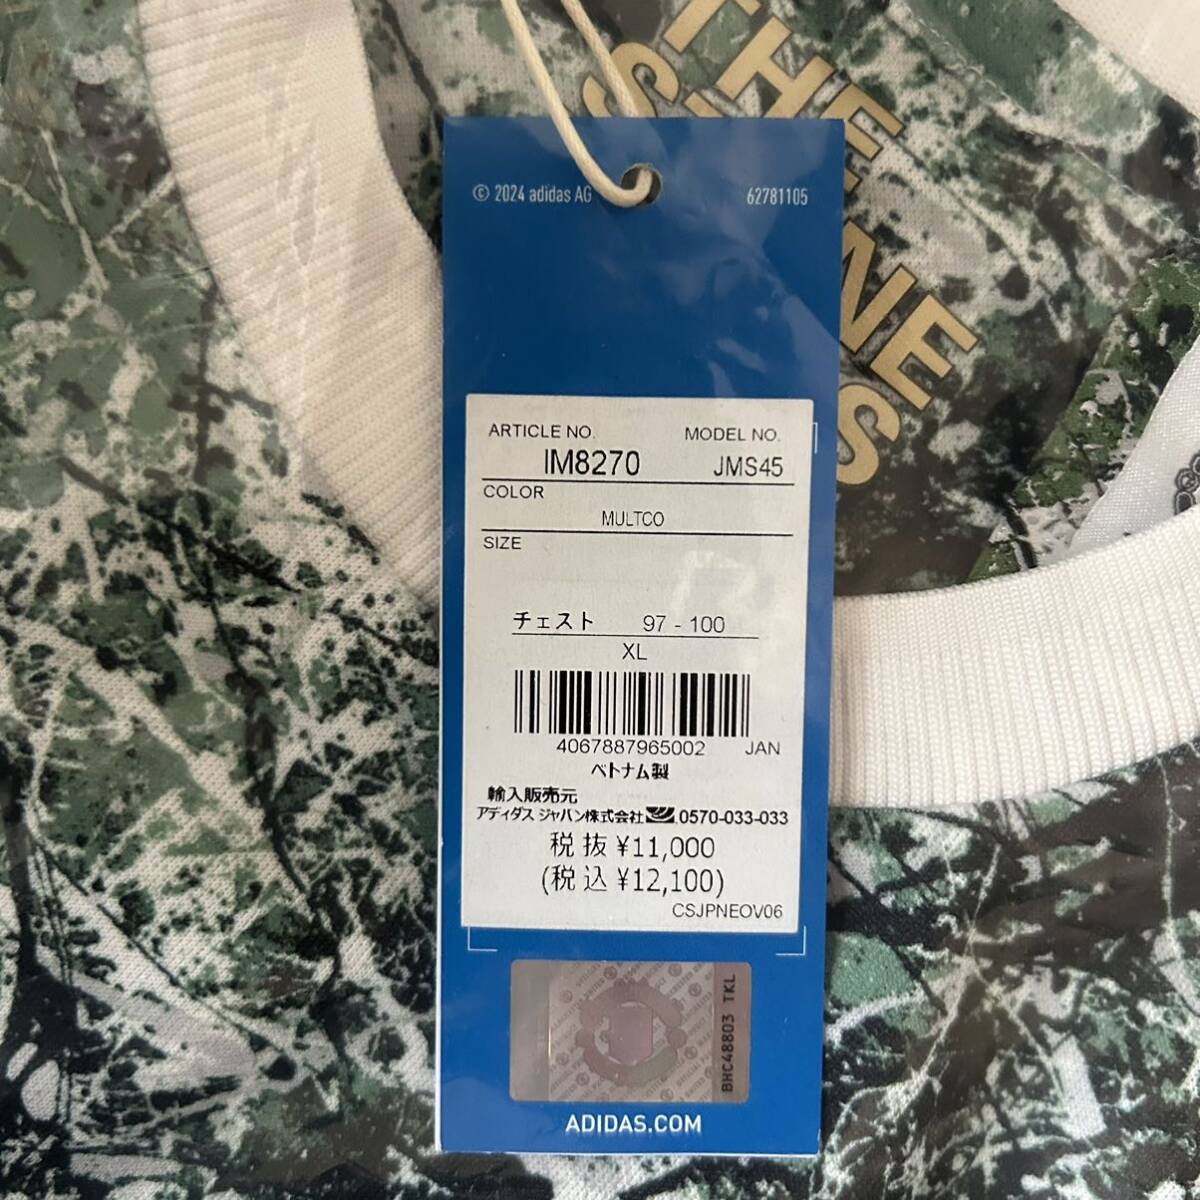 THE
NE
S
© 2024 adidas AG 62781105
ARTICLE NO. MODEL NO.
IM8270 JMS45
COLOR
MULTCO
SIZE
チェスト 97 - 100
XL
4067887965002 JAN
ベトナム製
輸入販売元
アディダス ジャパン株式会社 0570-033-033
税抜 ¥11,000
(税込 ¥12,100)
CSJPNEOV06
BHC48803 TKL
ADIDAS.COM